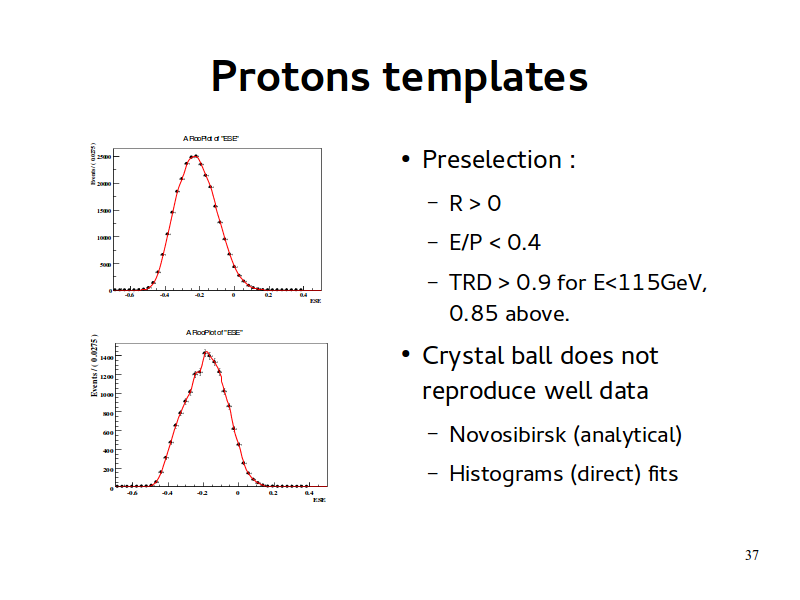 Protons templates
A RooPlot of "ESE"
Events / ( 0.0275 )
25000
20000
15000
10000
5000
0
-0.6 -0.4 -0.2 0 0.2 0.4
ESE
A RooPlot of "ESE"
Events / ( 0.0275 )
1400
1200
1000
800
600
400
200
0
-0.6 -0.4 -0.2 0 0.2 0.4
ESE
• Preselection :
– R > 0
– E/P < 0.4
– TRD > 0.9 for E<115GeV,
0.85 above.
• Crystal ball does not
reproduce well data
– Novosibirsk (analytical)
– Histograms (direct) fits
37